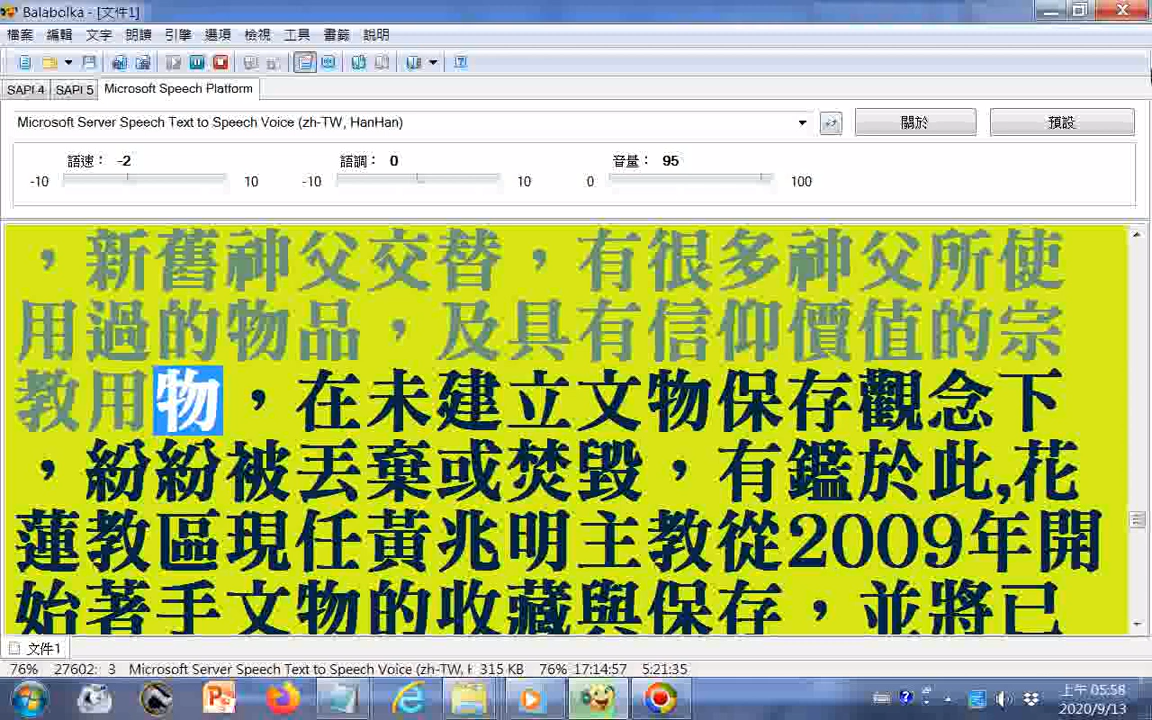 Balabolka - [文件1]
檔案 編輯 文字 朗讀 引擎 選項 檢視 工具 書籤 說明
SAPI 4 SAPI 5 Microsoft Speech Platform
Microsoft Server Speech Text to Speech Voice (zh-TW, HanHan) 關於 預設
語速: -2 語調: 0 音量: 95
-10 10 -10 10 0 100
，新舊神父交替，有很多神父所使
用過的物品，及具有信仰價值的宗
教用物，在未建立文物保存觀念下
，紛紛被丟棄或焚毀，有鑑於此,花
蓮教區現任黃兆明主教從2009年開
始著手文物的收藏與保存，並將已
文件1
76% 27602: 3 Microsoft Server Speech Text to Speech Voice (zh-TW, H 315 KB 76% 17:14:57 5:21:35
上午 05:58
2020/9/13